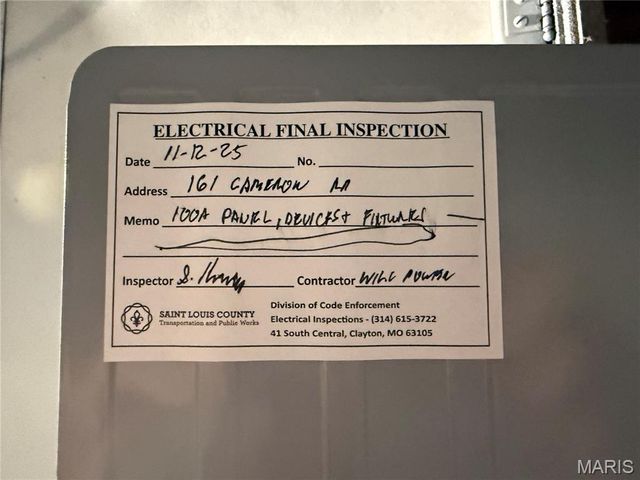 ELECTRICAL FINAL INSPECTION
Date 11-12-25 No.
Address 161 CAMERON RD
Memo 100A PANEL, DEVICES + FIXTURES
Inspector S. Contractor WILC POWER
SAINT LOUIS COUNTY
Transportation and Public Works
Division of Code Enforcement
Electrical Inspections - (314) 615-3722
41 South Central, Clayton, MO 63105
MARIS